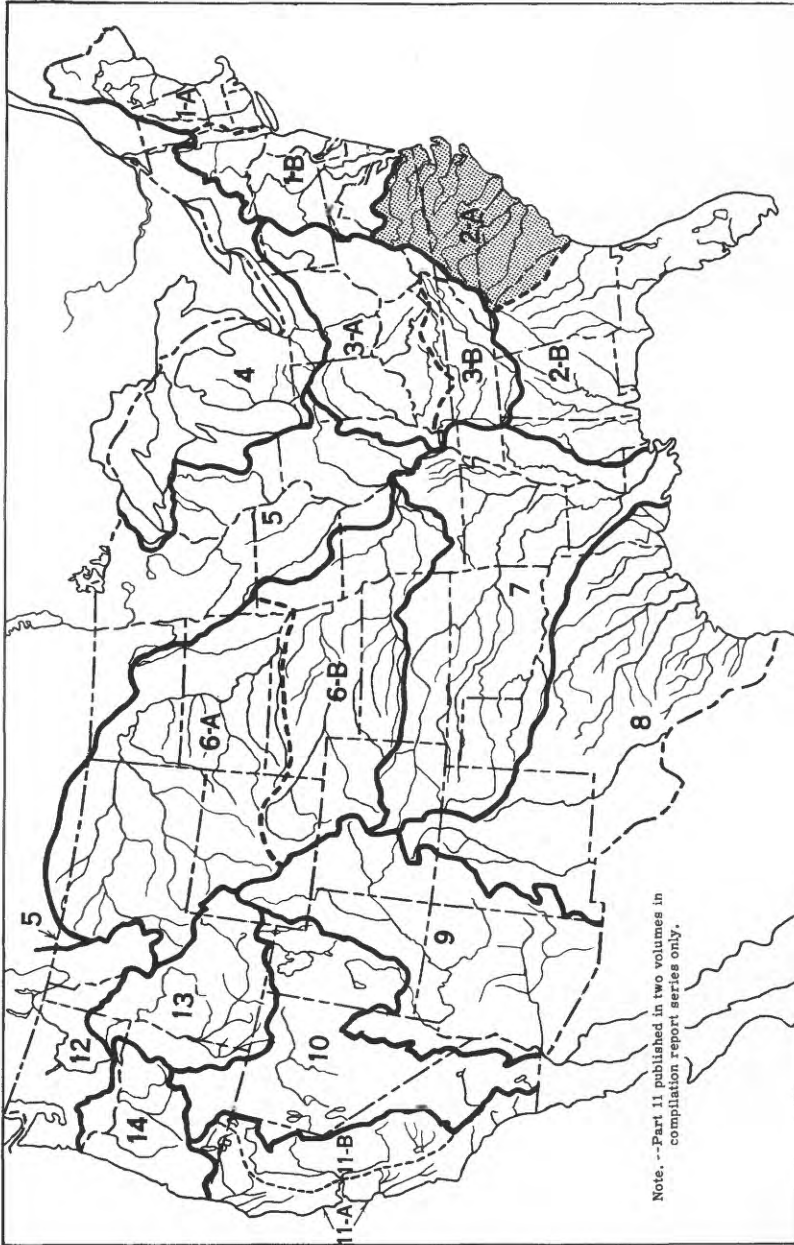 1-A
1-B
2-A
2-B
3-A
3-B
4
5
5
6-A
6-B
7
8
9
10
11-A
11-B
12
13
14
Note.--Part 11 published in two volumes in
compilation report series only.